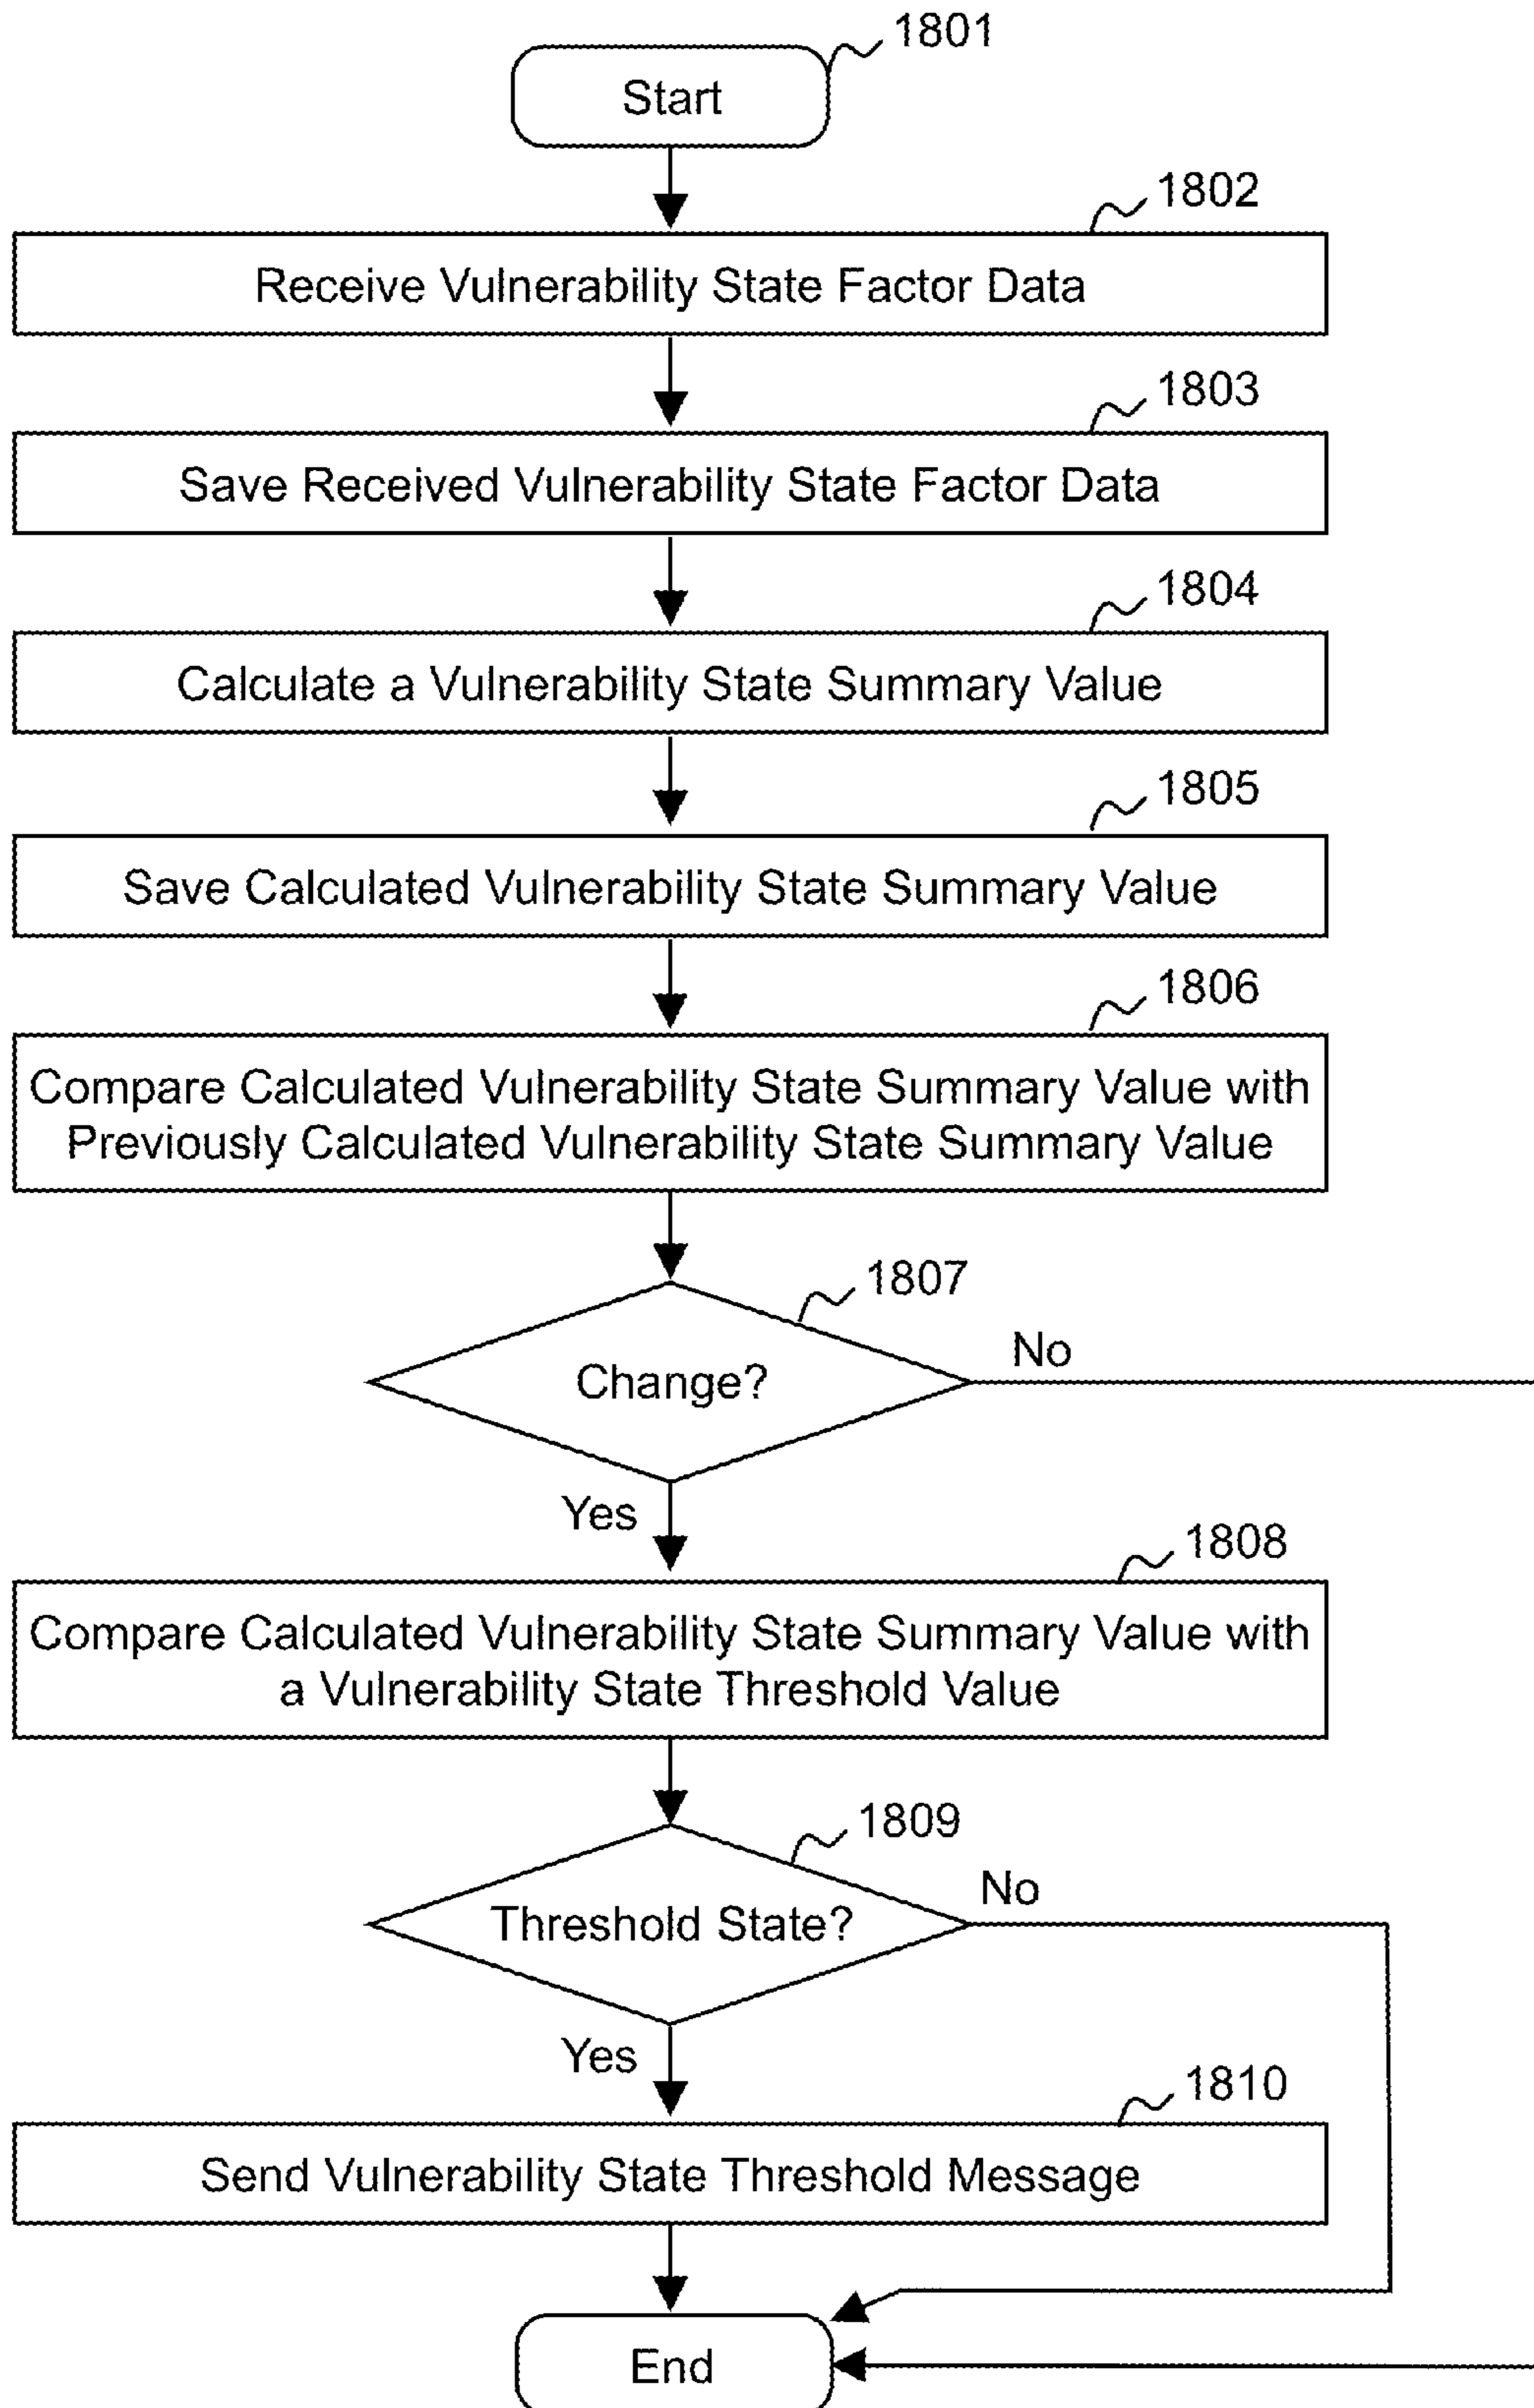 1801
Start
1802
Receive Vulnerability State Factor Data
1803
Save Received Vulnerability State Factor Data
1804
Calculate a Vulnerability State Summary Value
1805
Save Calculated Vulnerability State Summary Value
1806
Compare Calculated Vulnerability State Summary Value with
Previously Calculated Vulnerability State Summary Value
1807
Change?
No
Yes
1808
Compare Calculated Vulnerability State Summary Value with
a Vulnerability State Threshold Value
1809
Threshold State?
No
Yes
1810
Send Vulnerability State Threshold Message
End